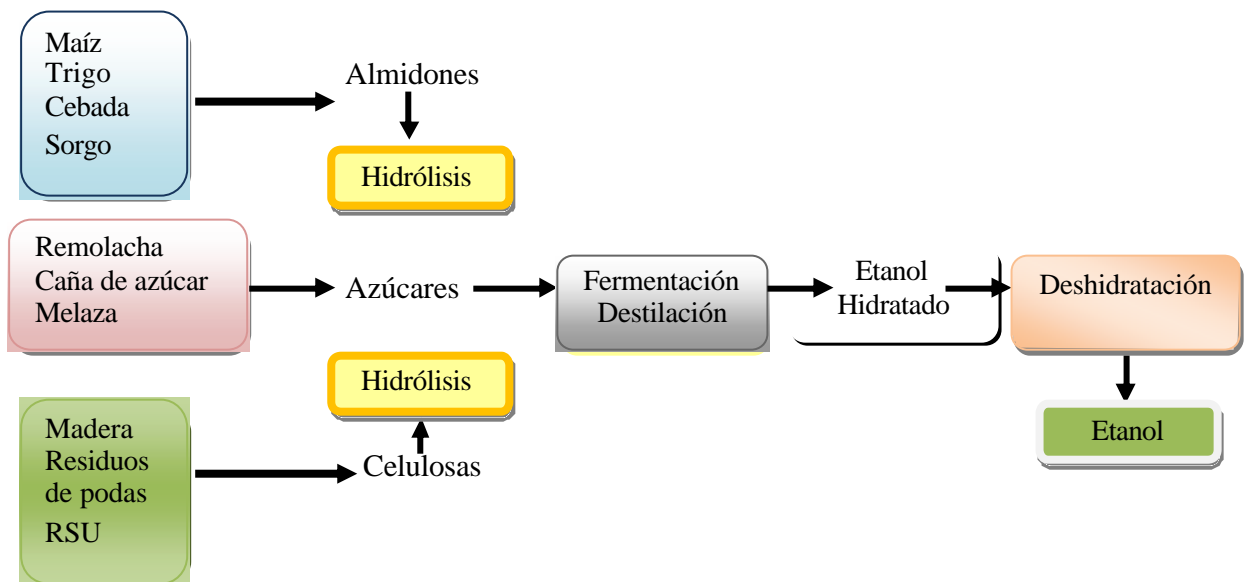 Maíz
Trigo
Cebada
Sorgo
Almidones
Hidrólisis
Remolacha
Caña de azúcar
Melaza
Azúcares
Fermentación
Destilación
Etanol
Hidratado
Deshidratación
Hidrólisis
Etanol
Madera
Residuos
de podas
RSU
Celulosas